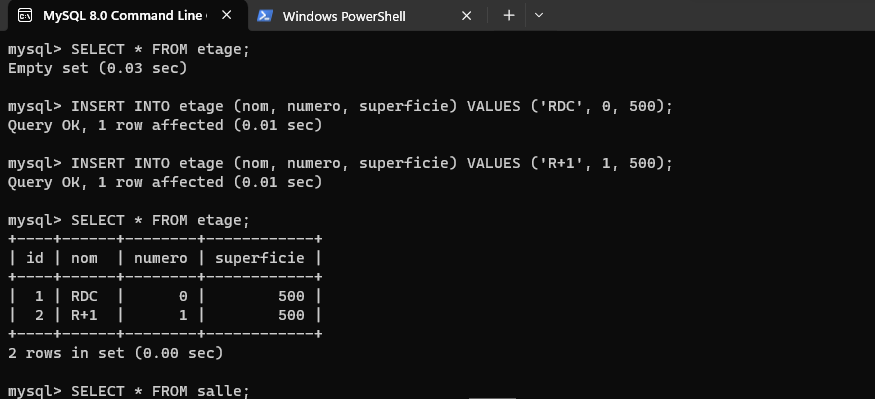 MySQL 8.0 Command Line
Windows PowerShell
mysql> SELECT * FROM etage;
Empty set (0.03 sec)
mysql> INSERT INTO etage (nom, numero, superficie) VALUES ('RDC', 0, 500);
Query OK, 1 row affected (0.01 sec)
mysql> INSERT INTO etage (nom, numero, superficie) VALUES ('R+1', 1, 500);
Query OK, 1 row affected (0.01 sec)
mysql> SELECT * FROM etage;
+----+------+--------+------------+
| id | nom  | numero | superficie |
+----+------+--------+------------+
|  1 | RDC  |      0 |        500 |
|  2 | R+1  |      1 |        500 |
+----+------+--------+------------+
2 rows in set (0.00 sec)
mysql> SELECT * FROM salle;